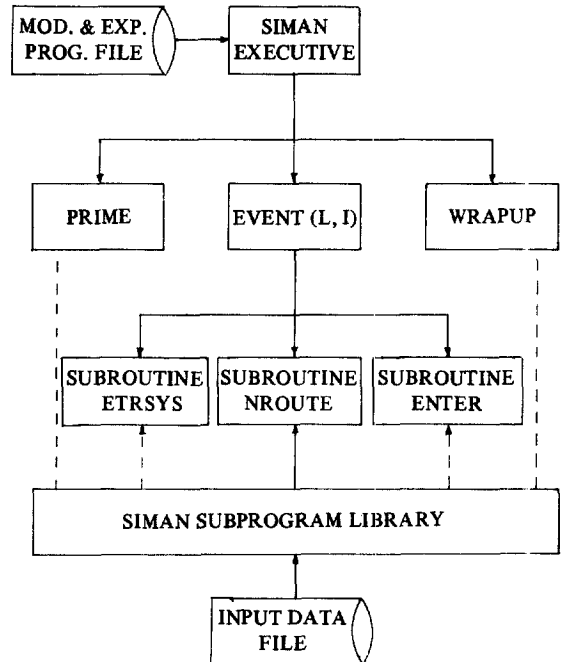 MOD. & EXP.
PROG. FILE
SIMAN
EXECUTIVE
PRIME
EVENT (L, I)
WRAPUP
SUBROUTINE
ETRSYS
SUBROUTINE
NROUTE
SUBROUTINE
ENTER
SIMAN SUBPROGRAM LIBRARY
INPUT DATA
FILE